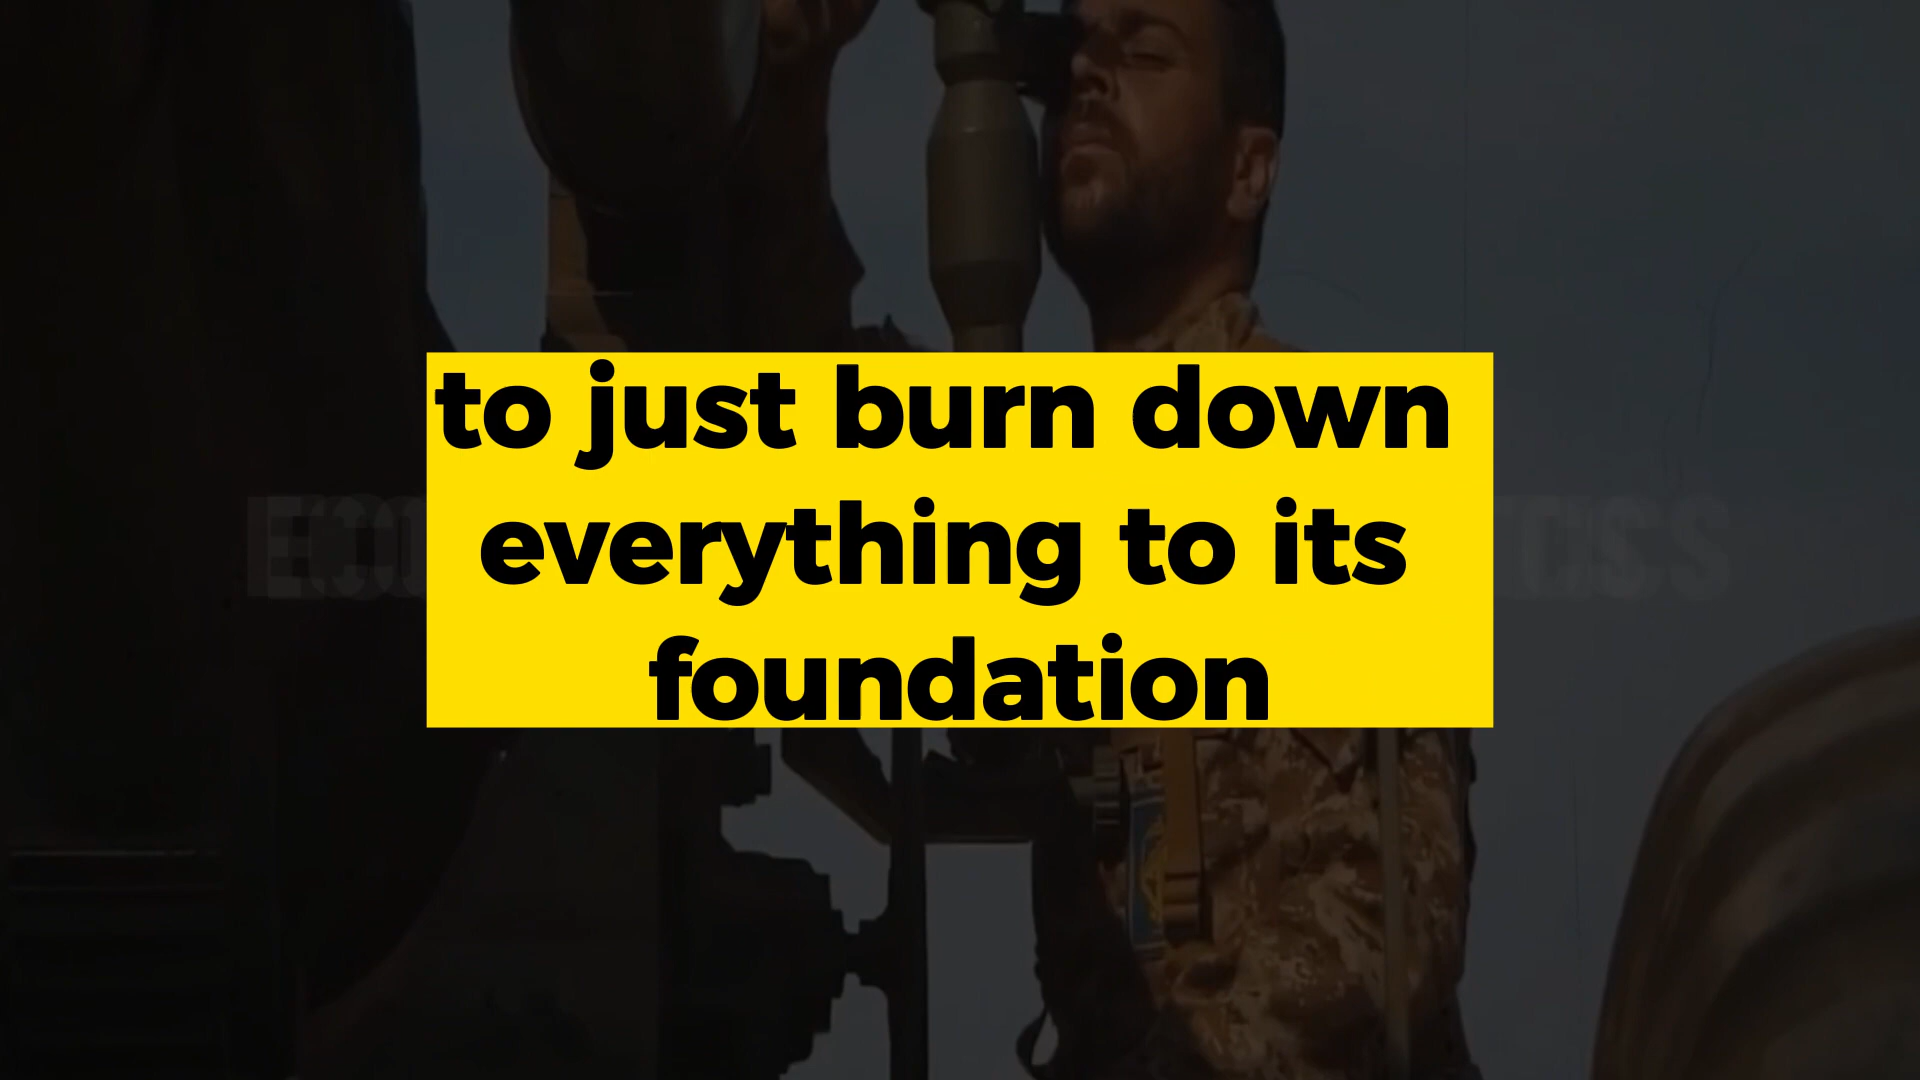 to just burn down
everything to its
foundation